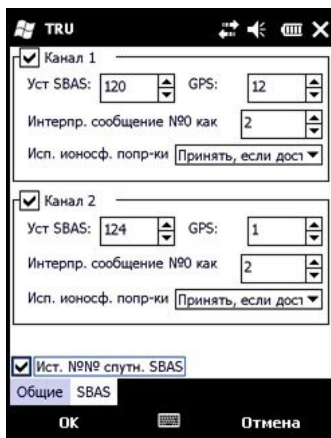 TRU
Канал 1
Уст SBAS: 120 GPS: 12
Интерпр. сообщение №0 как 2
Исп. ионосф. попр-ки Принять, если дост
Канал 2
Уст SBAS: 124 GPS: 1
Интерпр. сообщение №0 как 2
Исп. ионосф. попр-ки Принять, если дост
Ист. №№ спутн. SBAS
Общие SBAS
OK Отмена